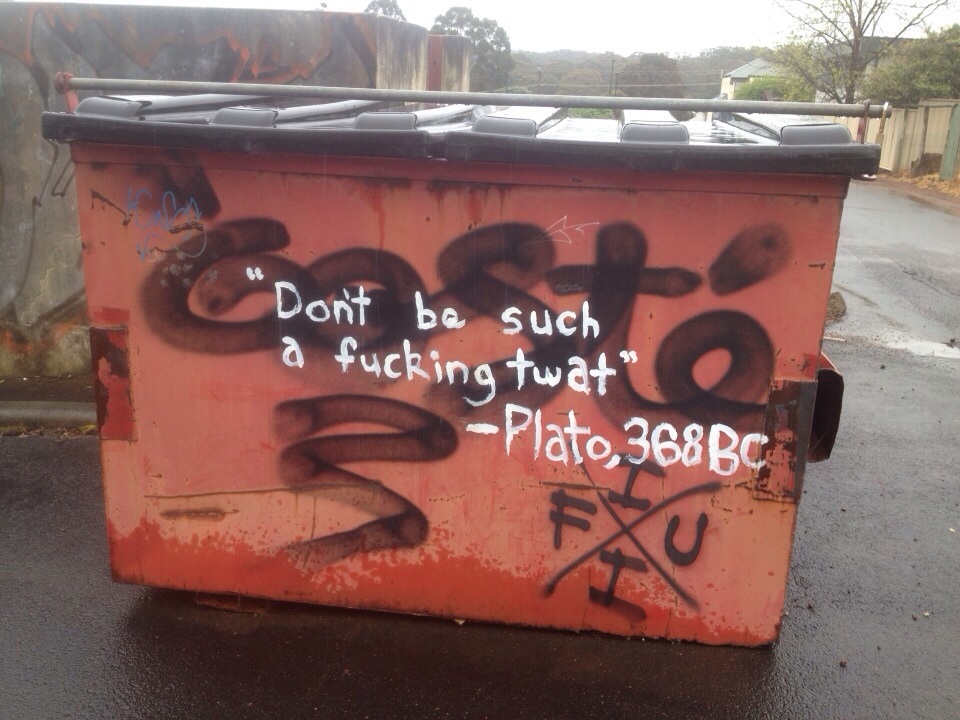 "Don't be such
a fucking twat"
-Plato, 368BC
F I U I